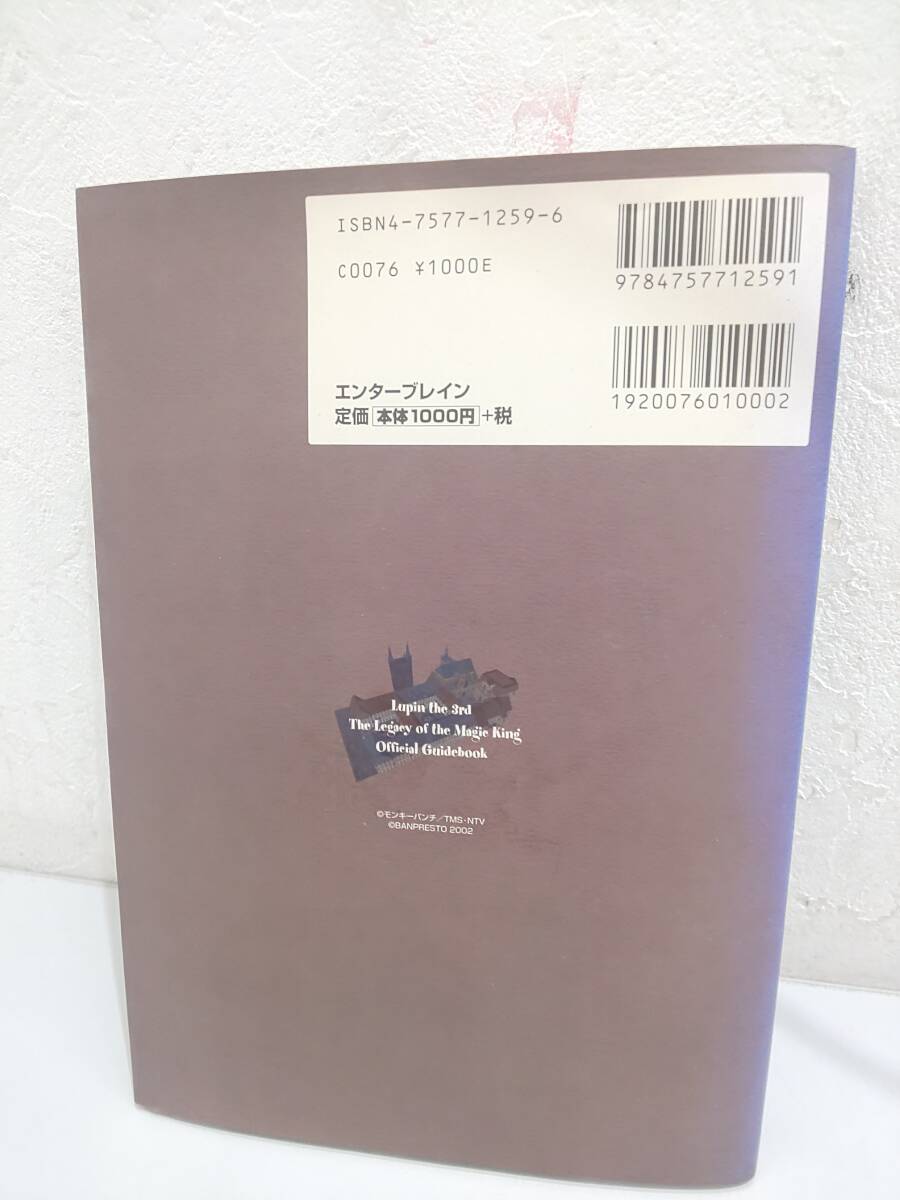 ISBN4-7577-1259-6
C0076 ¥1000E
9784757712591
1920076010002
エンターブレイン
定価 本体1000円 +税
Lupin the 3rd
The Legacy of the Magic King
Official Guidebook
©モンキーパンチ／TMS・NTV
©BANPRESTO 2002